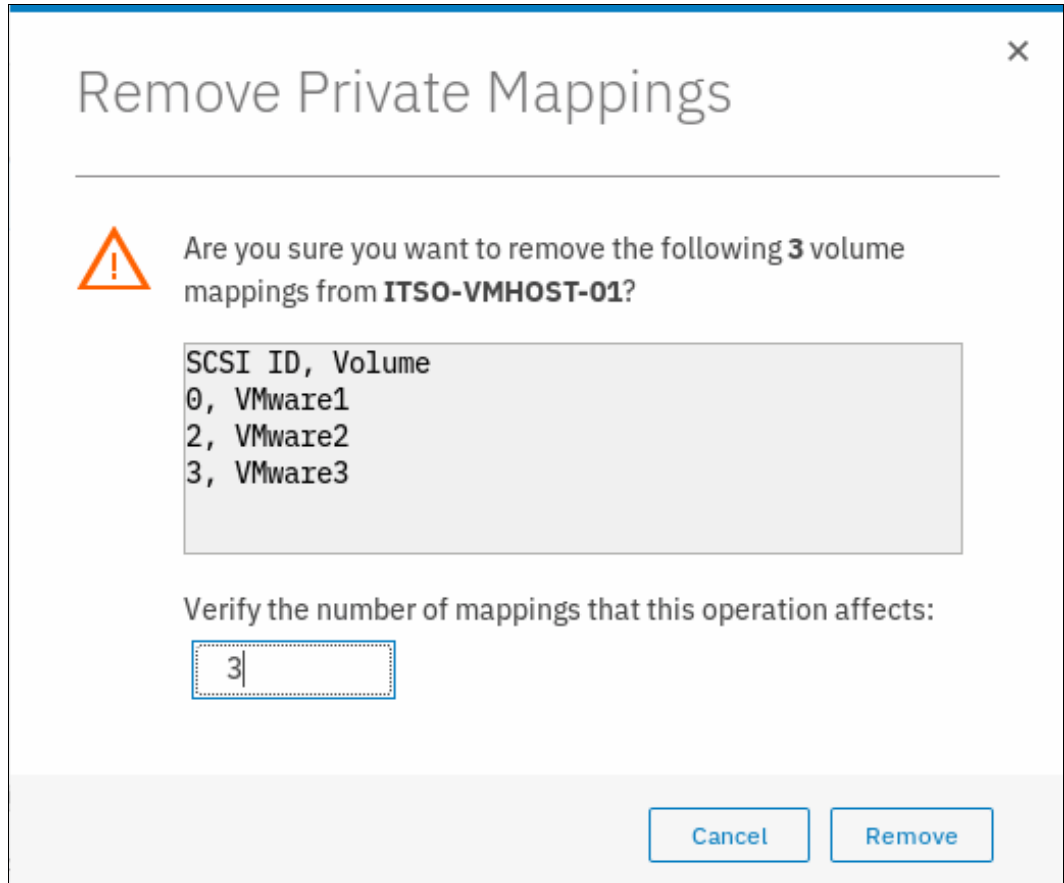 Remove Private Mappings
Are you sure you want to remove the following 3 volume
mappings from ITSO-VMHOST-01?
SCSI ID, Volume
0, VMware1
2, VMware2
3, VMware3
Verify the number of mappings that this operation affects:
3
Cancel Remove